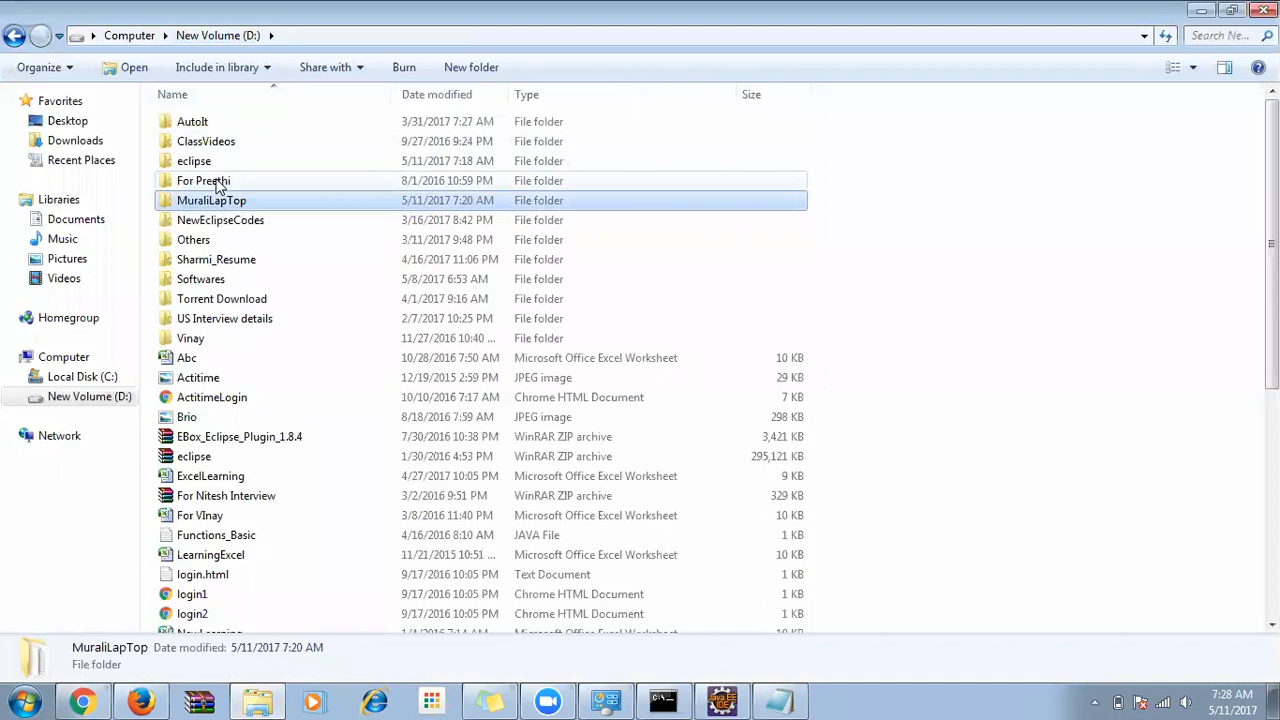 Computer New Volume (D:) Search Ne...
Organize Open Include in library Share with Burn New folder
Name Date modified Type Size
Favorites
Desktop
Downloads
Recent Places
Libraries
Documents
Music
Pictures
Videos
Homegroup
Computer
Local Disk (C:)
New Volume (D:)
Network
AutoIt 3/31/2017 7:27 AM File folder
ClassVideos 9/27/2016 9:24 PM File folder
eclipse 5/11/2017 7:18 AM File folder
For Preethi 8/1/2016 10:59 PM File folder
MuraliLapTop 5/11/2017 7:20 AM File folder
NewEclipseCodes 3/16/2017 8:42 PM File folder
Others 3/11/2017 9:48 PM File folder
Sharmi_Resume 4/16/2017 11:06 PM File folder
Softwares 5/8/2017 6:53 AM File folder
Torrent Download 4/1/2017 9:16 AM File folder
US Interview details 2/7/2017 10:25 PM File folder
Vinay 11/27/2016 10:40 ... File folder
Abc 10/28/2016 7:50 AM Microsoft Office Excel Worksheet 10 KB
Actitime 12/19/2015 2:59 PM JPEG image 29 KB
ActitimeLogin 10/10/2016 7:17 AM Chrome HTML Document 7 KB
Brio 8/18/2016 7:59 AM JPEG image 298 KB
EBox_Eclipse_Plugin_1.8.4 7/30/2016 10:38 PM WinRAR ZIP archive 3,421 KB
eclipse 1/30/2016 4:53 PM WinRAR ZIP archive 295,121 KB
ExcelLearning 4/27/2017 10:05 PM Microsoft Office Excel Worksheet 9 KB
For Nitesh Interview 3/2/2016 9:51 PM WinRAR ZIP archive 329 KB
For VInay 3/8/2016 11:40 PM Microsoft Office Excel Worksheet 10 KB
Functions_Basic 4/16/2016 8:10 AM JAVA File 1 KB
LearningExcel 11/21/2015 10:51 ... Microsoft Office Excel Worksheet 10 KB
login.html 9/17/2016 10:05 PM Text Document 1 KB
login1 9/17/2016 10:05 PM Chrome HTML Document 1 KB
login2 9/17/2016 10:05 PM Chrome HTML Document 1 KB
MuraliLapTop Date modified: 5/11/2017 7:20 AM
File folder
Java EE
IDE
7:28 AM
5/11/2017